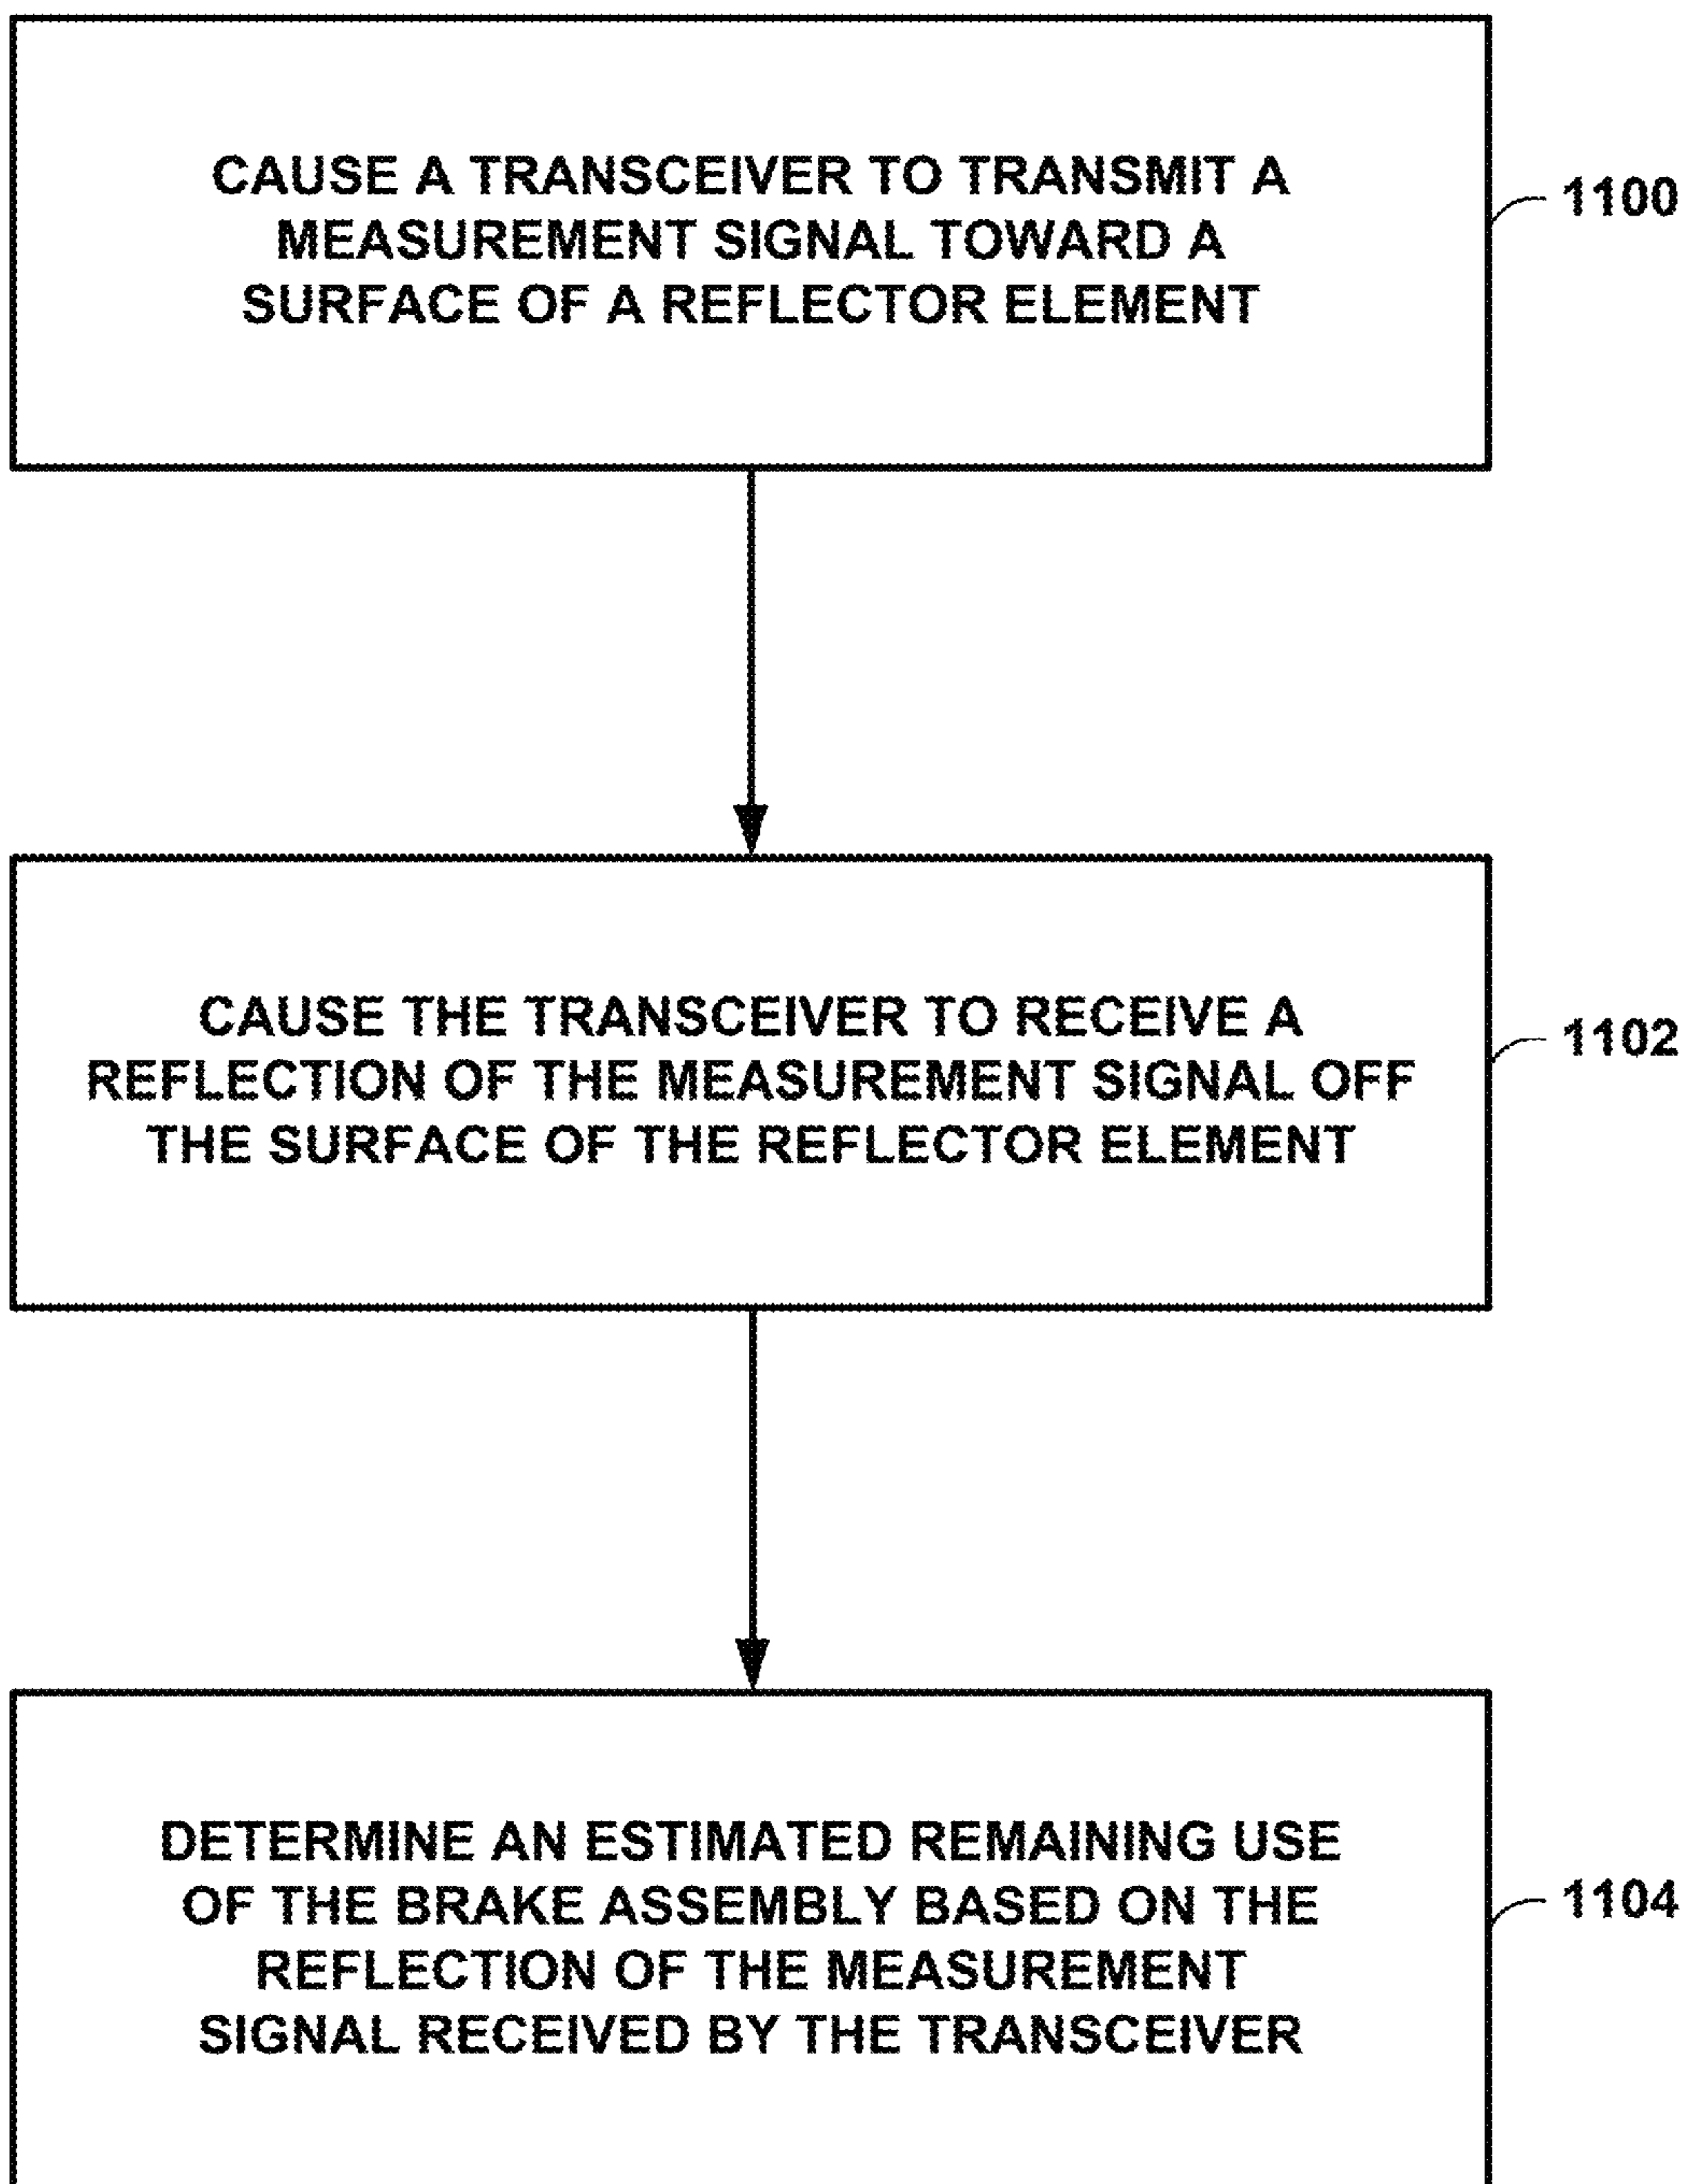 CAUSE A TRANSCEIVER TO TRANSMIT A
MEASUREMENT SIGNAL TOWARD A
SURFACE OF A REFLECTOR ELEMENT
1100
CAUSE THE TRANSCEIVER TO RECEIVE A
REFLECTION OF THE MEASUREMENT SIGNAL OFF
THE SURFACE OF THE REFLECTOR ELEMENT
1102
DETERMINE AN ESTIMATED REMAINING USE
OF THE BRAKE ASSEMBLY BASED ON THE
REFLECTION OF THE MEASUREMENT
SIGNAL RECEIVED BY THE TRANSCEIVER
1104